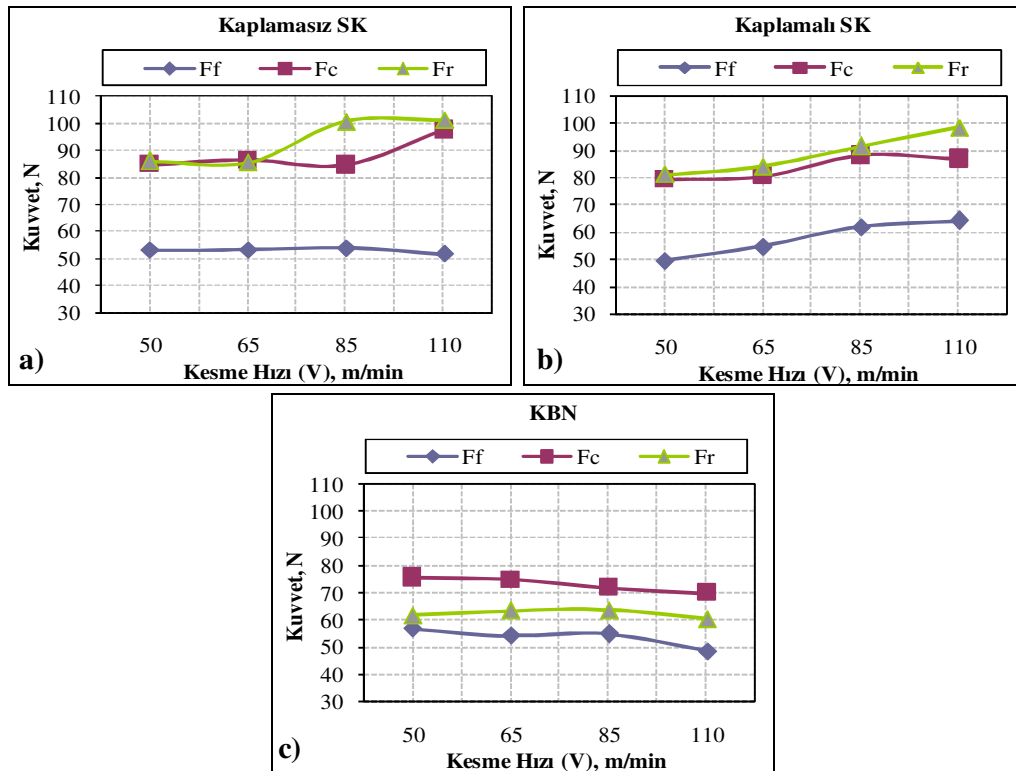 Kaplamasız SK
Ff Fc Fr
110
100
90
80
70
60
50
40
30
Kuvvet, N
50 65 85 110
Kesme Hızı (V), m/min
a)
Kaplamalı SK
Ff Fc Fr
110
100
90
80
70
60
50
40
30
Kuvvet, N
50 65 85 110
Kesme Hızı (V), m/min
b)
KBN
Ff Fc Fr
110
100
90
80
70
60
50
40
30
Kuvvet, N
50 65 85 110
Kesme Hızı (V), m/min
c)